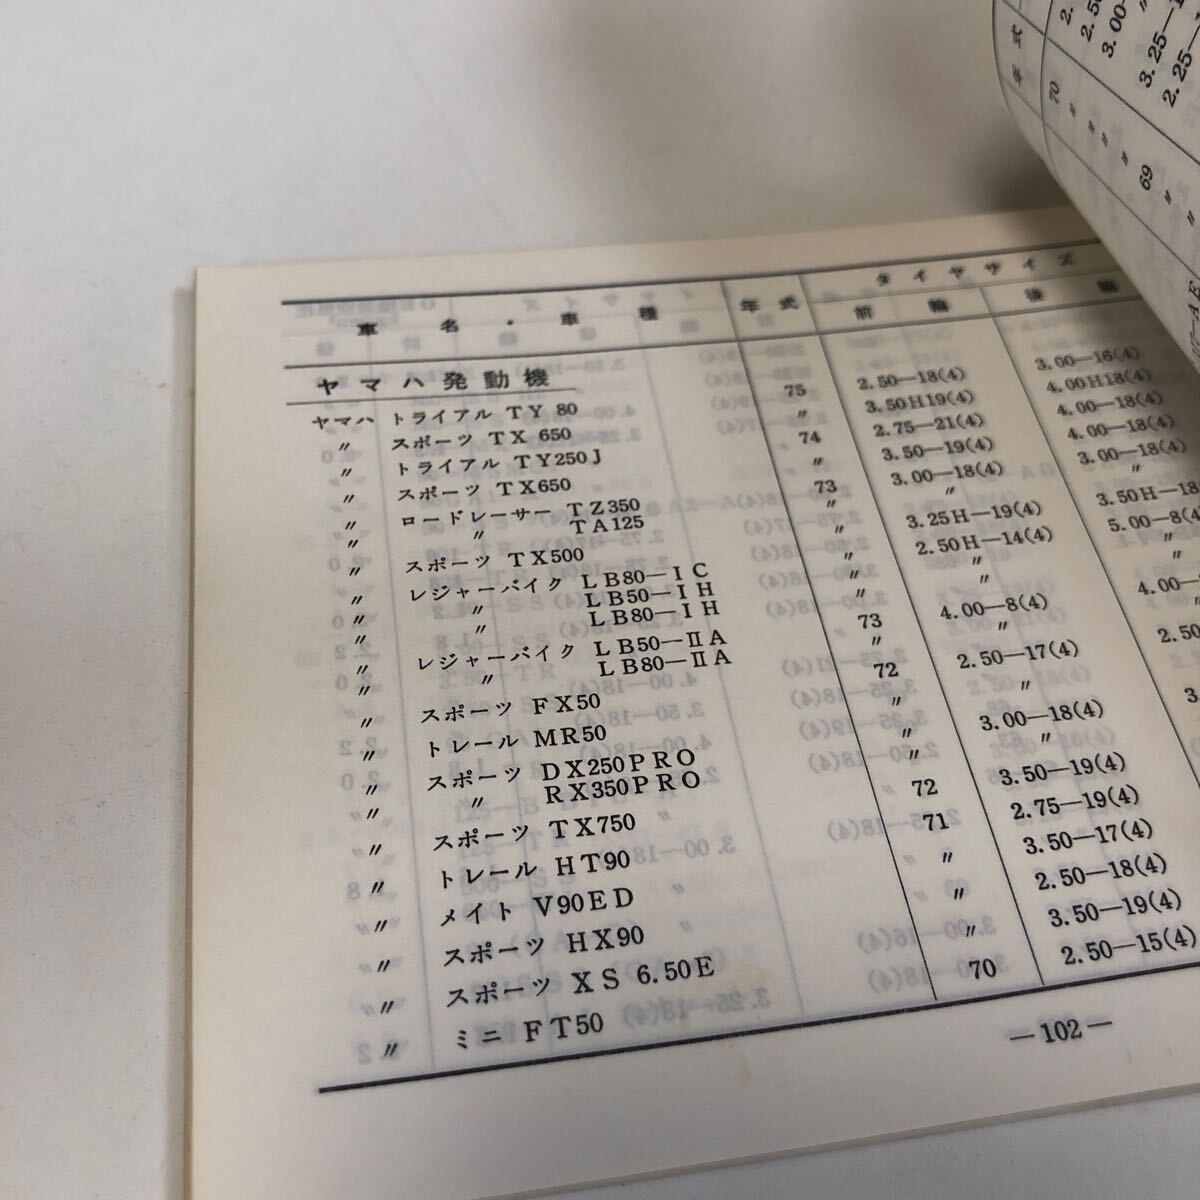 車名・車種 年式 タイヤサイズ
前輪 後輪
ヤマハ発動機
ヤマハ トライアル TY 80 75 2.50―18(4) 3.00―16(4)
〃 スポーツ TX 650 〃 3.50H19(4) 4.00H18(4)
〃 トライアル TY250J 74 2.75―21(4) 4.00―18(4)
〃 スポーツ TX650 〃 3.50―19(4) 4.00―18(4)
〃 ロードレーサー TZ350 73 3.00―18(4) 3.00―18(4)
〃 〃 TA125 〃 〃 〃
〃 スポーツ TX500 〃 3.25H―19(4) 3.50H―18
〃 レジャーバイク LB80―IC 〃 2.50H―14(4) 5.00―8(4)
〃 〃 LB50―IH 〃 〃 〃
〃 〃 LB80―IH 〃 〃 〃
〃 レジャーバイク LB50―ⅡA 73 4.00―8(4) 4.00―
〃 〃 LB80―ⅡA 〃 〃 〃
〃 スポーツ FX50 72 2.50―17(4) 2.50
〃 トレール MR50 〃 〃
〃 スポーツ DX250PRO 〃 3.00―18(4) 3.
〃 〃 RX350PRO 〃 〃
〃 スポーツ TX750 72 3.50―19(4)
〃 トレール HT90 71 2.75―19(4)
〃 メイト V90ED 〃 3.50―17(4)
〃 スポーツ HX90 〃 2.50―18(4)
〃 スポーツ XS 6.50E 〃 3.50―19(4)
〃 ミニ FT50 70 2.50―15(4)
―102―
年式
70
〃
〃
〃
69
〃
〃